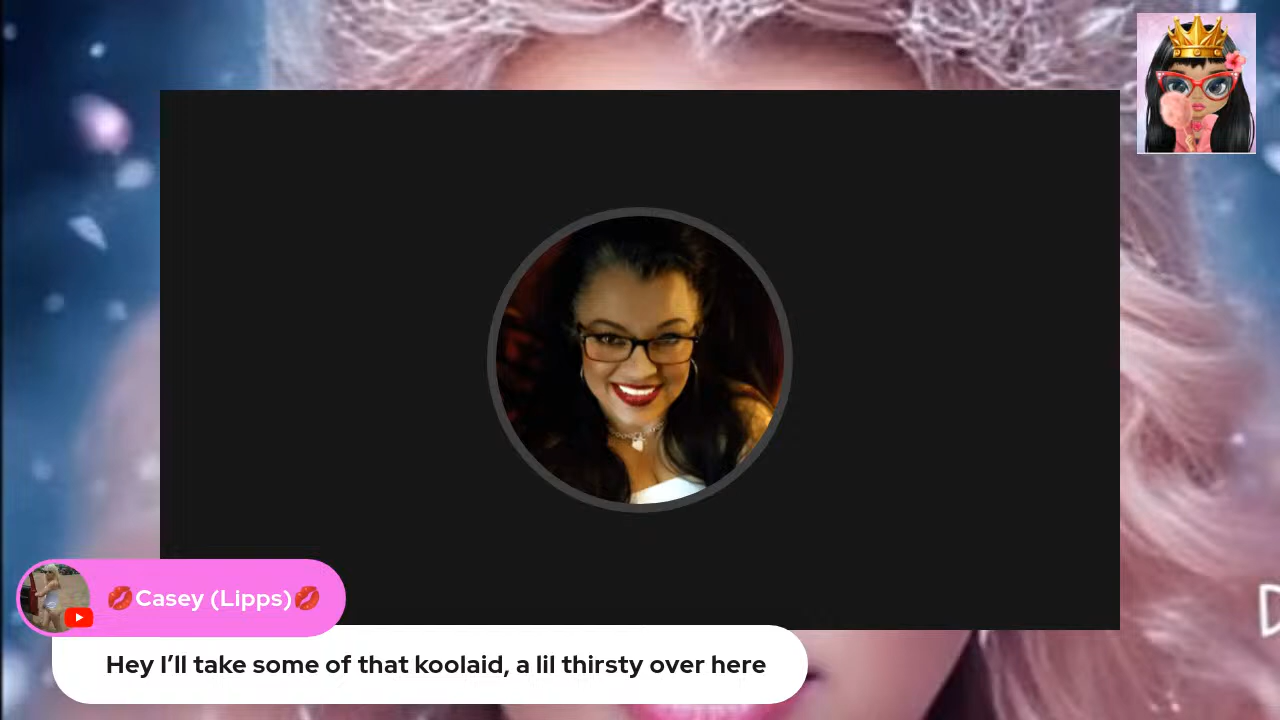 💋Casey (Lipps)💋
Hey I’ll take some of that koolaid, a lil thirsty over here